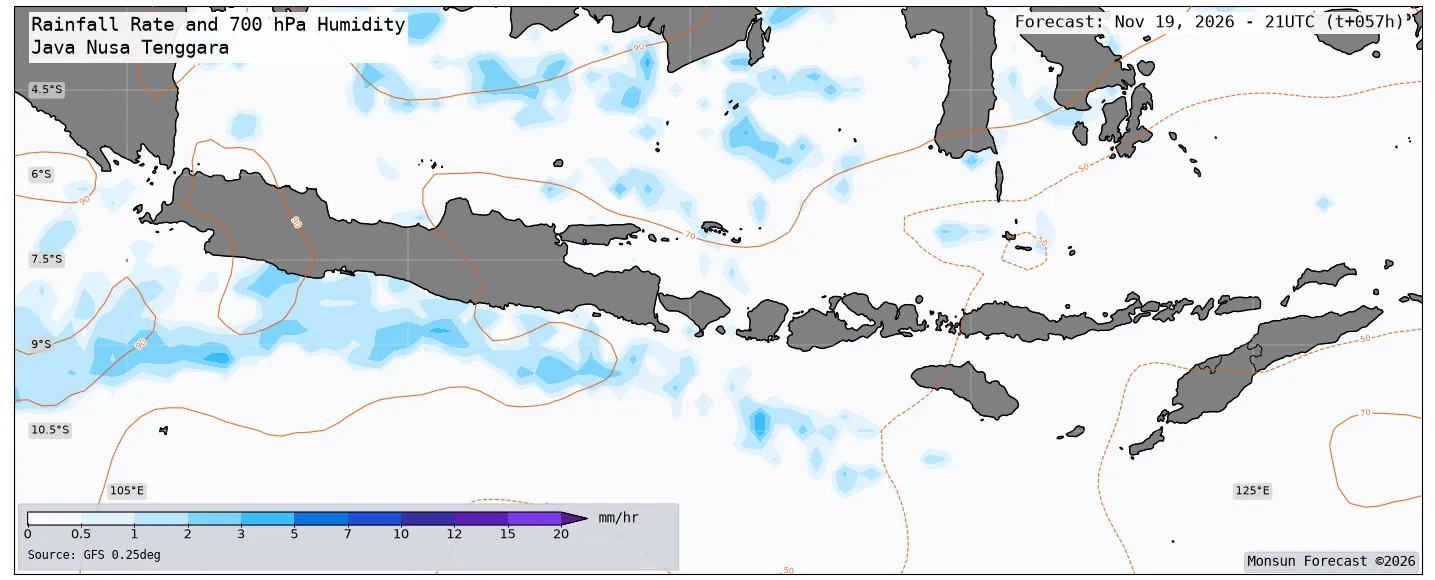 Rainfall Rate and 700 hPa Humidity
Java Nusa Tenggara
Forecast: Nov 19, 2026 - 21UTC (t+057h)
90
4.5°S
6°S
90
50
50
90
70
50
7.5°S
90
9°S
50
70
10.5°S
105°E
125°E
0 0.5 1 2 3 5 7 10 12 15 20 mm/hr
Source: GFS 0.25deg
Monsun Forecast ©2026
50